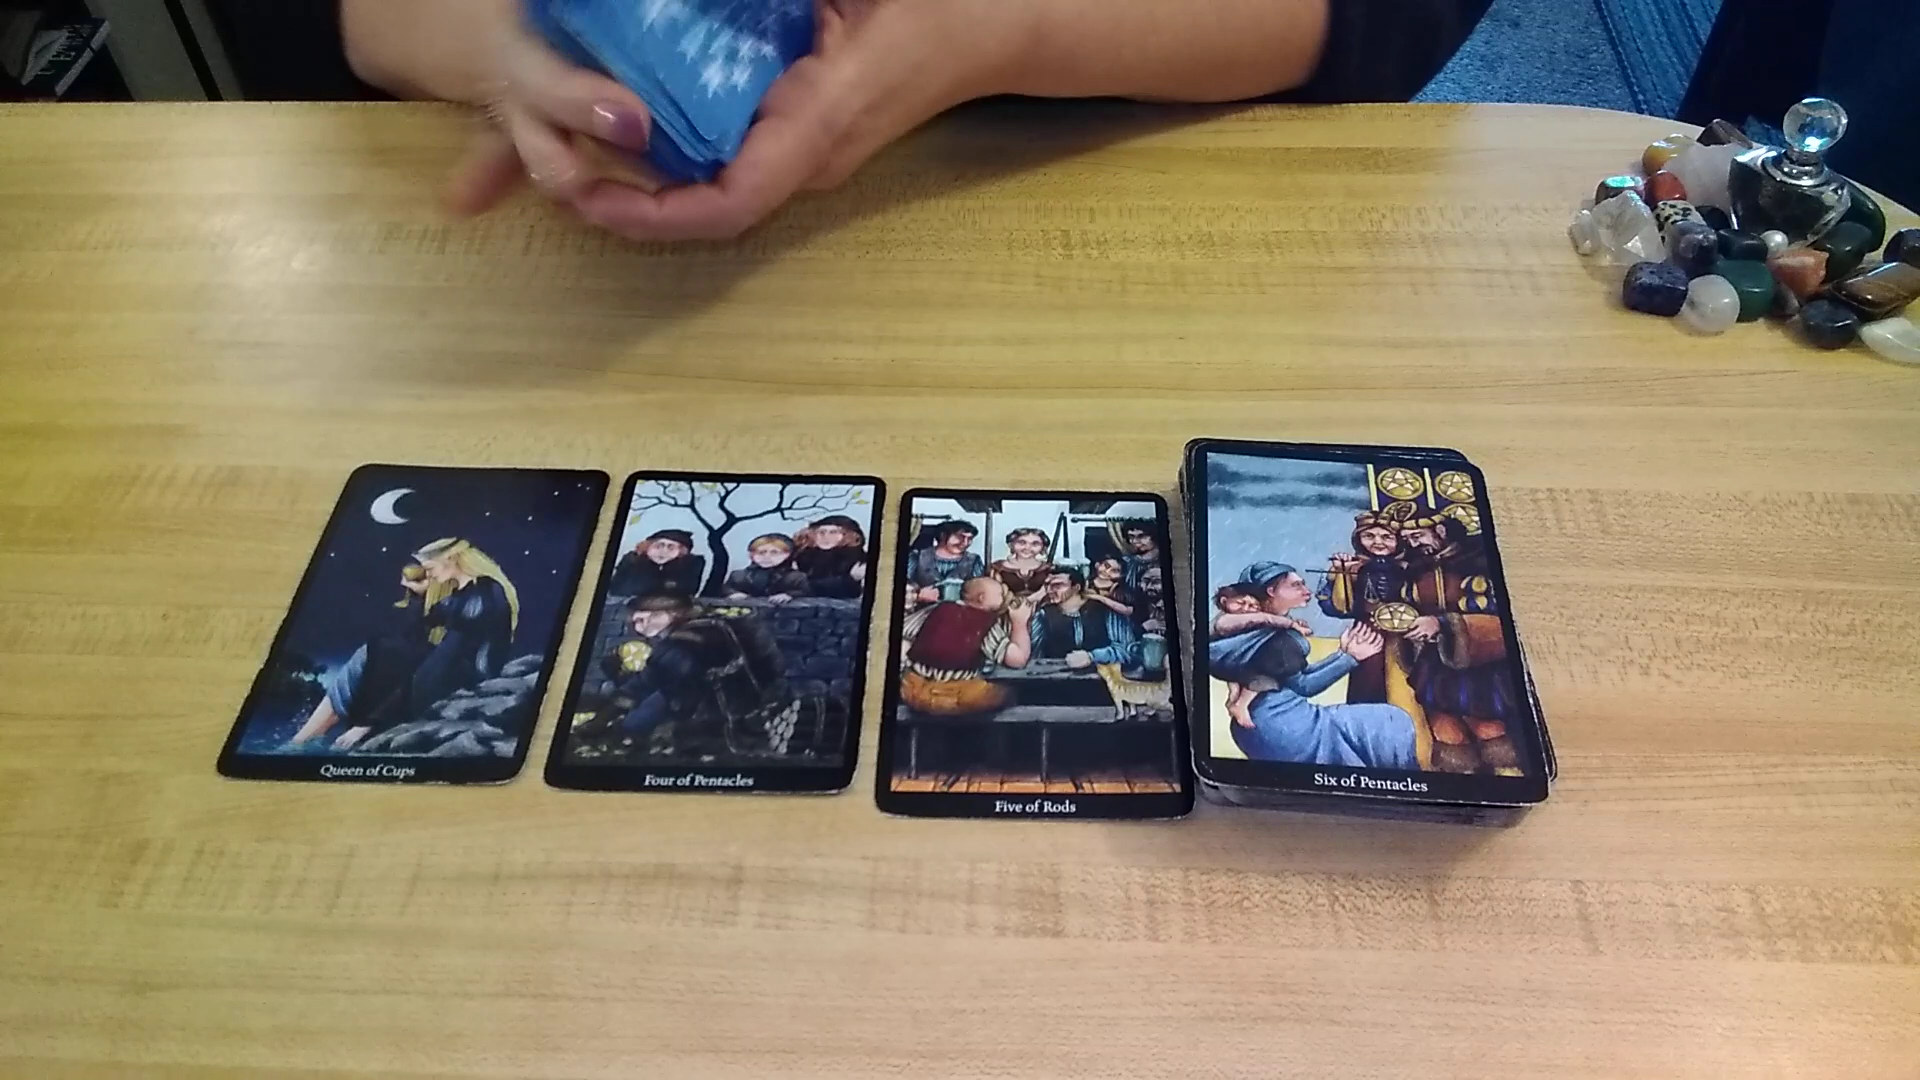 Queen of Cups
Four of Pentacles
Five of Rods
Six of Pentacles